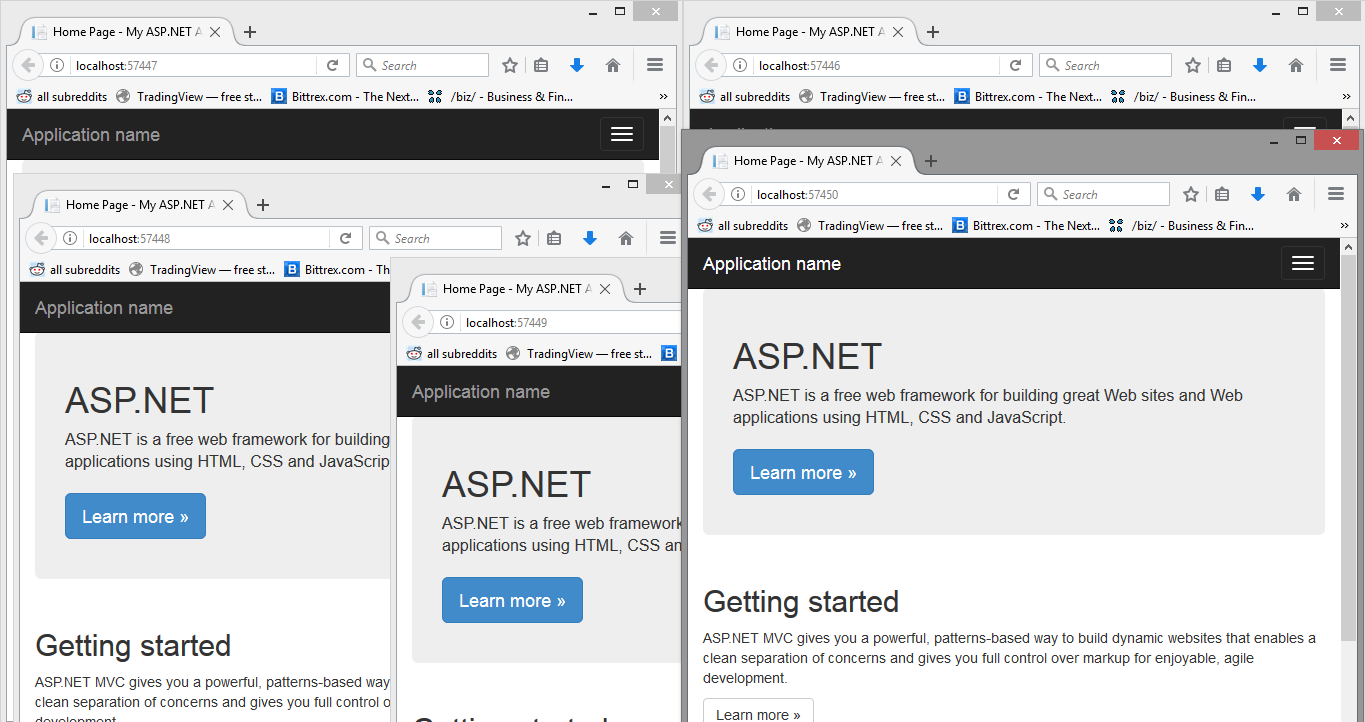 Home Page - My ASP.NET A
localhost:57447
Search
all subreddits
TradingView — free st...
B
Bittrex.com - The Next...
/biz/ - Business & Fin...
»
Application name
Home Page - My ASP.NET A
localhost:57446
Search
all subreddits
TradingView — free st...
B
Bittrex.com - The Next...
/biz/ - Business & Fin...
»
Home Page - My ASP.NET A
localhost:57448
Search
all subreddits
TradingView — free st...
B
Bittrex.com - Th
Application name
ASP.NET
ASP.NET is a free web framework for building
applications using HTML, CSS and JavaScrip
Learn more »
Getting started
ASP.NET MVC gives you a powerful, patterns-based way
clean separation of concerns and gives you full control o
development.
Home Page - My ASP.NET A
localhost:57449
all subreddits
TradingView — free st...
B
Application name
ASP.NET
ASP.NET is a free web framework
applications using HTML, CSS an
Learn more »
Getting started
Home Page - My ASP.NET A
localhost:57450
Search
all subreddits
TradingView — free st...
B
Bittrex.com - The Next...
/biz/ - Business & Fin...
»
Application name
ASP.NET
ASP.NET is a free web framework for building great Web sites and Web
applications using HTML, CSS and JavaScript.
Learn more »
Getting started
ASP.NET MVC gives you a powerful, patterns-based way to build dynamic websites that enables a
clean separation of concerns and gives you full control over markup for enjoyable, agile
development.
Learn more »